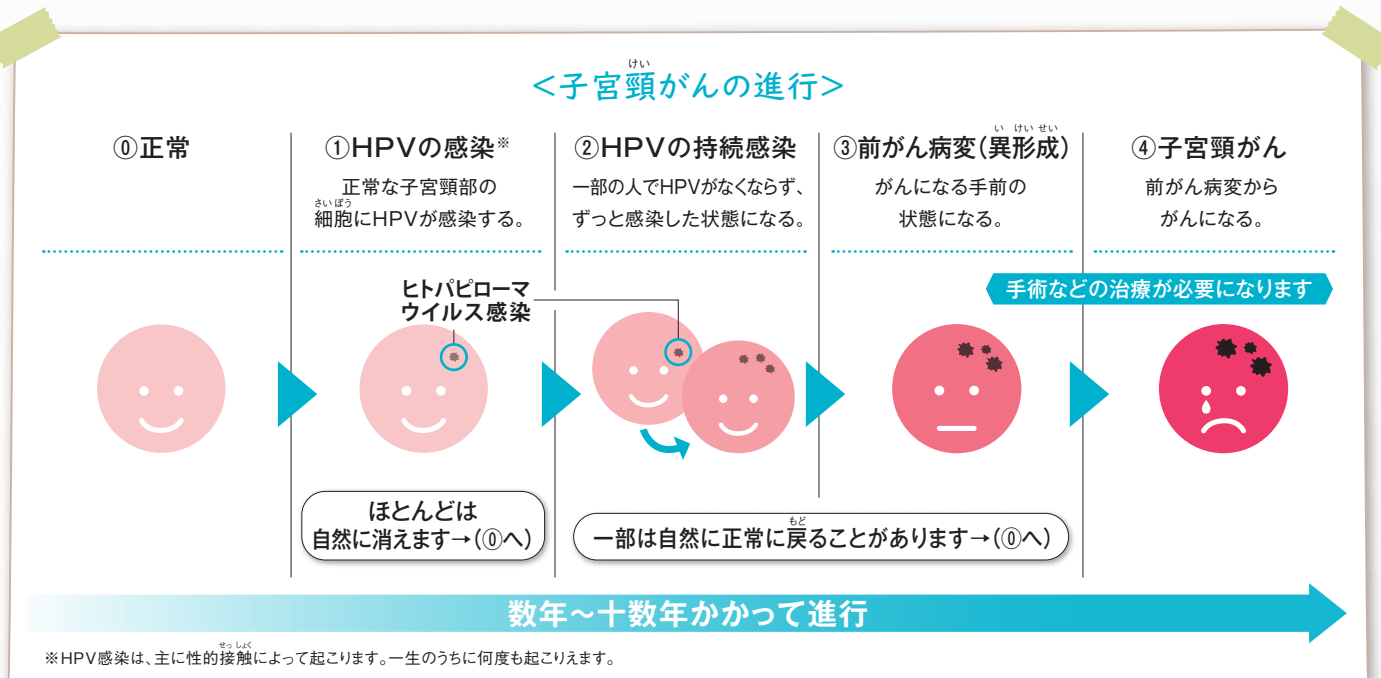 <子宮頸がんの進行>
けい
⓪正常
①HPVの感染※
正常な子宮頸部の
細胞にHPVが感染する。
さいぼう
②HPVの持続感染
一部の人でHPVがなくならず、
ずっと感染した状態になる。
③前がん病変(異形成)
い けい せい
がんになる手前の
状態になる。
④子宮頸がん
前がん病変から
がんになる。
手術などの治療が必要になります
ヒトパピローマ
ウイルス感染
ほとんどは
自然に消えます→(⓪へ)
一部は自然に正常に戻ることがあります→(⓪へ)
もど
数年〜十数年かかって進行
※HPV感染は、主に性的接触によって起こります。一生のうちに何度も起こりえます。
せっしょく